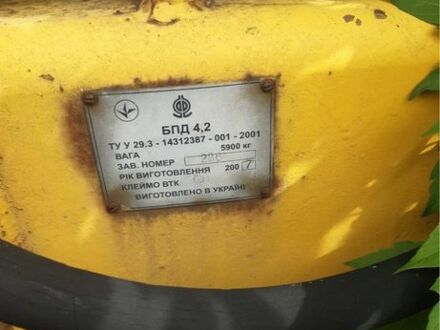 БПД 4,2
ТУ У 29.3 - 14312387 - 001 - 2001
ВАГА 5900 кг
ЗАВ. НОМЕР
РІК ВИГОТОВЛЕННЯ 200 7
КЛЕЙМО ВТК
ВИГОТОВЛЕНО В УКРАЇНІ